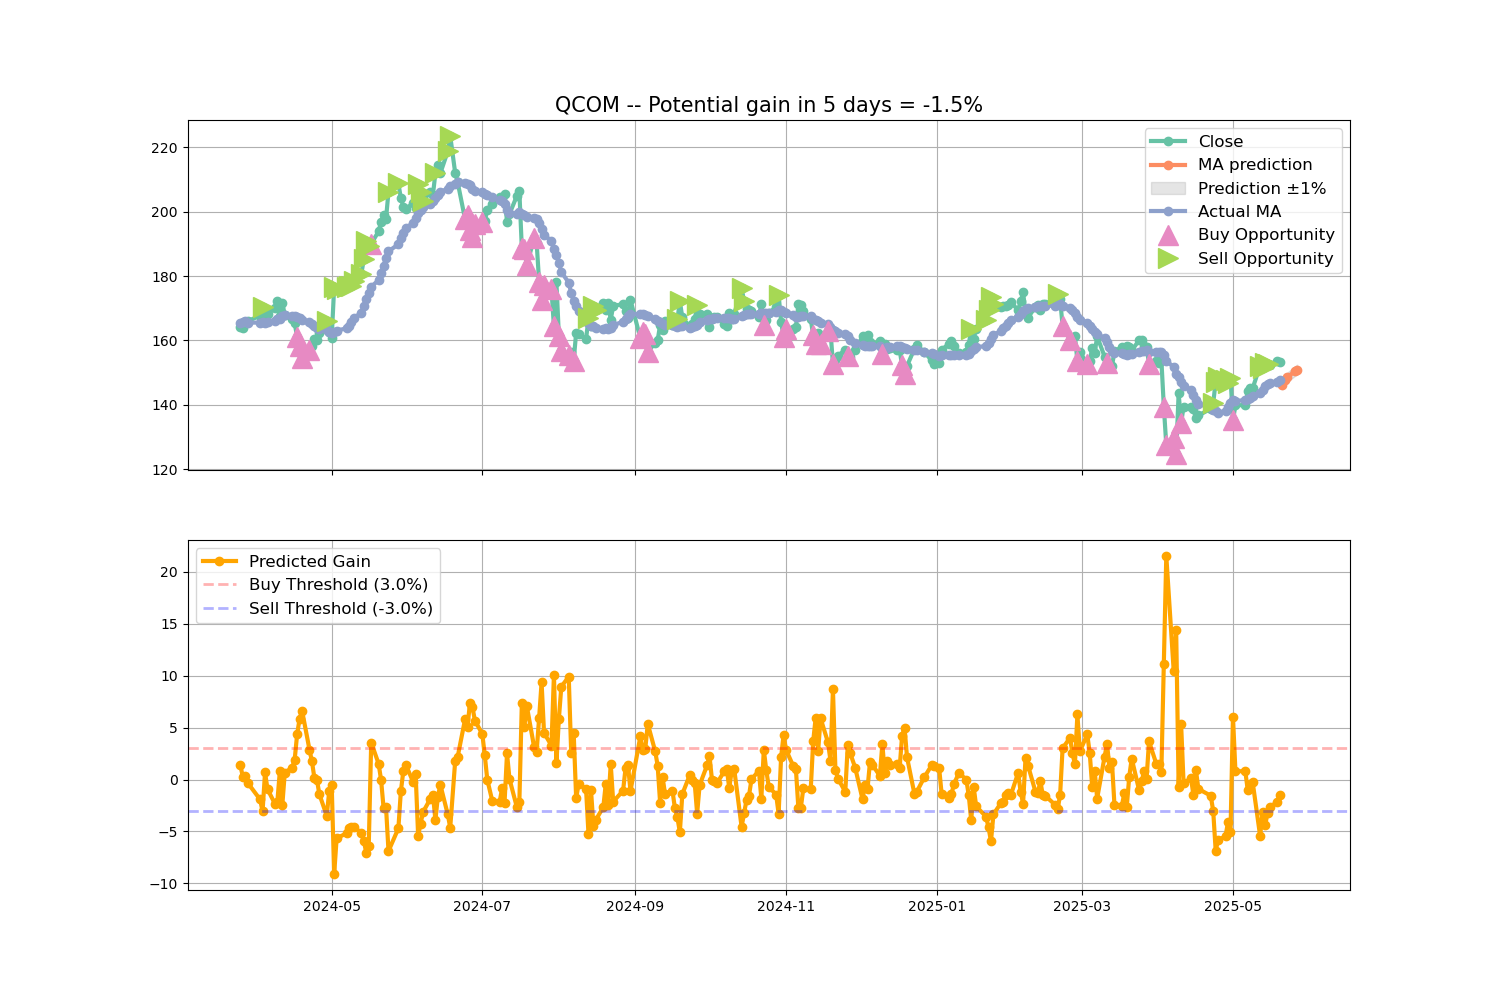 QCOM -- Potential gain in 5 days = -1.5%
220
200
180
160
140
120
Close
MA prediction
Prediction ±1%
Actual MA
Buy Opportunity
Sell Opportunity
20
15
10
5
0
−5
−10
Predicted Gain
Buy Threshold (3.0%)
Sell Threshold (-3.0%)
2024-05
2024-07
2024-09
2024-11
2025-01
2025-03
2025-05